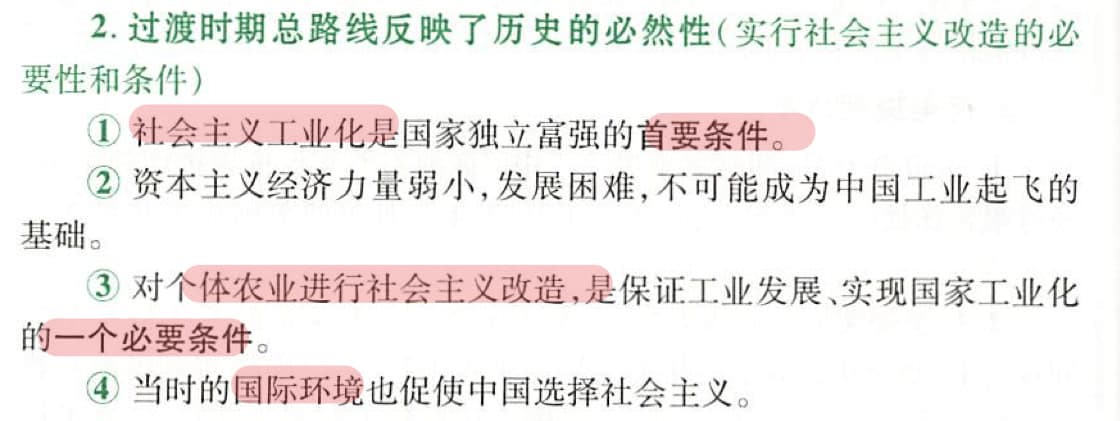 2. 过渡时期总路线反映了历史的必然性(实行社会主义改造的必
要性和条件)
① 社会主义工业化是国家独立富强的首要条件。
② 资本主义经济力量弱小,发展困难,不可能成为中国工业起飞的
基础。
③ 对个体农业进行社会主义改造,是保证工业发展、实现国家工业化
的一个必要条件。
④ 当时的国际环境也促使中国选择社会主义。